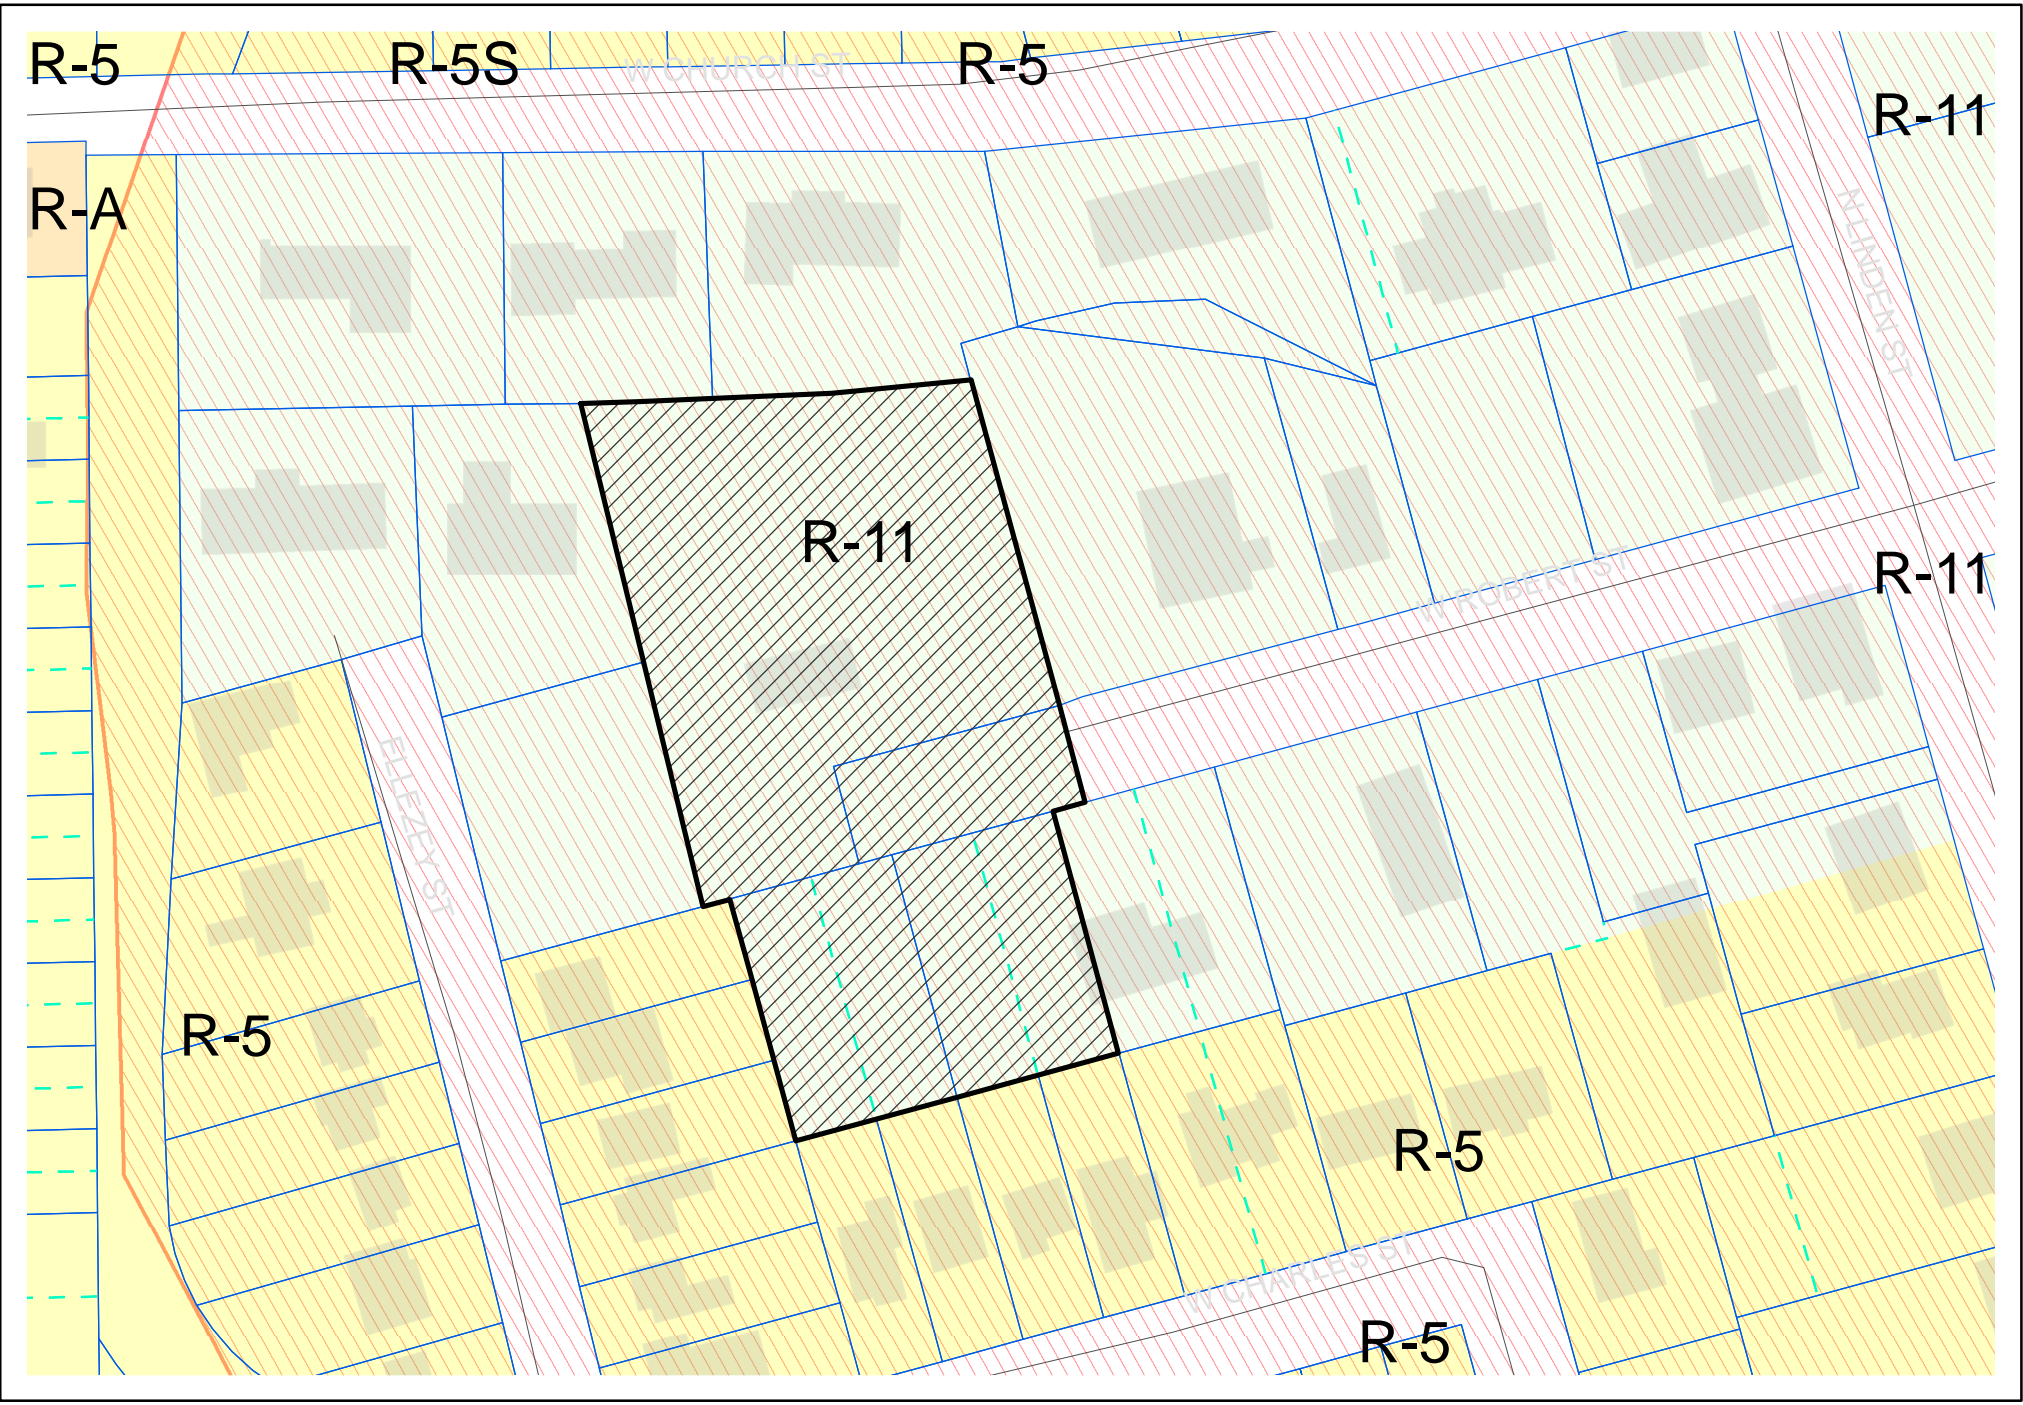 R-5
R-5S
W CHURCH ST
R-5
R-11
R-A
N LINDEN ST
R-11
W ROBERT ST
R-11
ELLEZEY ST
R-5
R-5
W CHARLES ST
R-5